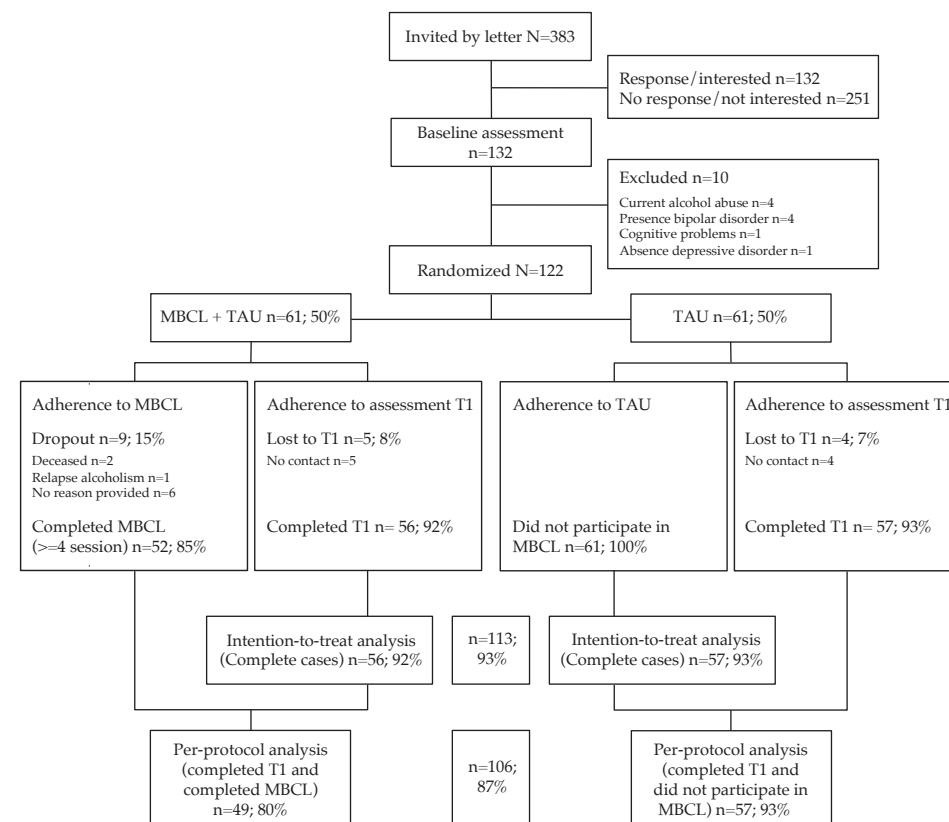 Invited by letter N=383
Response/interested n=132
No response/not interested n=251
Baseline assessment
n=132
Excluded n=10
Current alcohol abuse n=4
Presence bipolar disorder n=4
Cognitive problems n=1
Absence depressive disorder n=1
Randomized N=122
MBCL + TAU n=61; 50%
TAU n=61; 50%
Adherence to MBCL
Dropout n=9; 15%
Deceased n=2
Relapse alcoholism n=1
No reason provided n=6
Completed MBCL
(>=4 session) n=52; 85%
Adherence to assessment T1
Lost to T1 n=5; 8%
No contact n=5
Completed T1 n= 56; 92%
Adherence to TAU
Did not participate in
MBCL n=61; 100%
Adherence to assessment T1
Lost to T1 n=4; 7%
No contact n=4
Completed T1 n= 57; 93%
Intention-to-treat analysis
(Complete cases) n=56; 92%
n=113;
93%
Intention-to-treat analysis
(Complete cases) n=57; 93%
Per-protocol analysis
(completed T1 and
completed MBCL)
n=49; 80%
n=106;
87%
Per-protocol analysis
(completed T1 and
did not participate in
MBCL) n=57; 93%